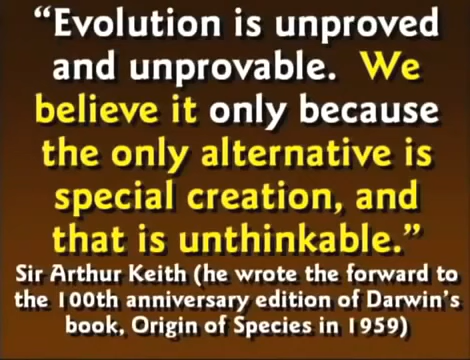 “Evolution is unproved
and unprovable. We
believe it only because
the only alternative is
special creation, and
that is unthinkable.”
Sir Arthur Keith (he wrote the forward to
the 100th anniversary edition of Darwin's
book, Origin of Species in 1959)